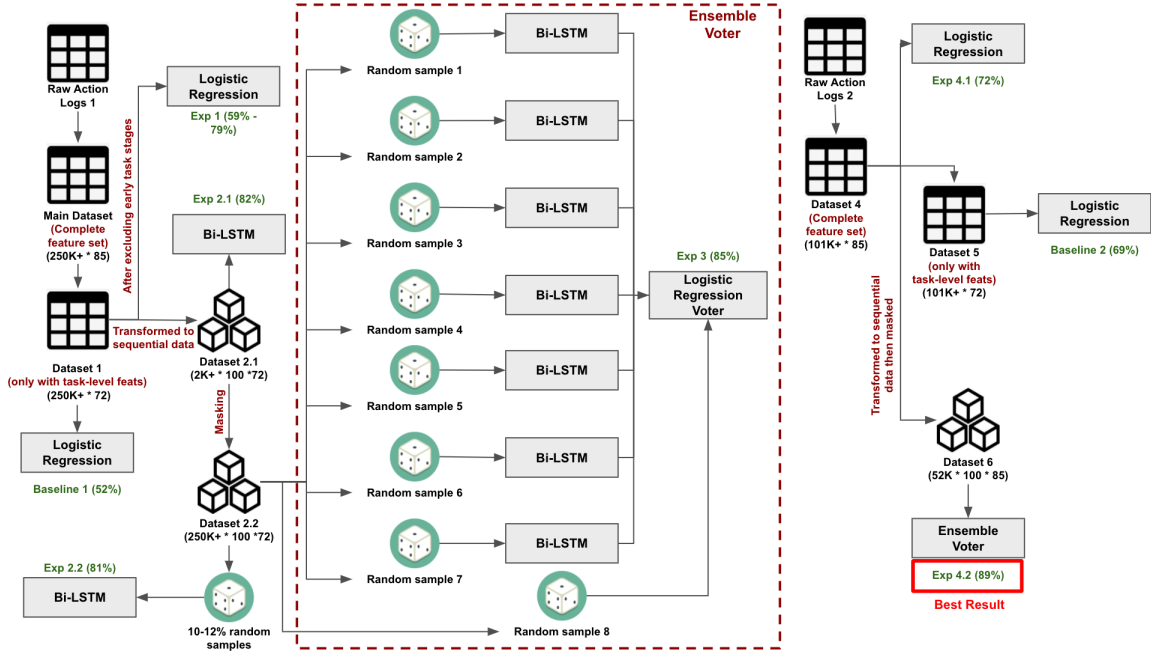 Raw Action
Logs 1
Main Dataset
(Complete
feature set)
(250K+ * 85)
Dataset 1
(only with task-level feats)
(250K+ * 72)
Logistic
Regression
Baseline 1 (52%)
After excluding early task stages
Logistic
Regression
Exp 1 (59% -
79%)
Transformed to
sequential data
Exp 2.1 (82%)
Bi-LSTM
Dataset 2.1
(2K+ * 100 *72)
Masking
Dataset 2.2
(250K+ * 100 *72)
Exp 2.2 (81%)
Bi-LSTM
10-12% random
samples
Ensemble
Voter
Random sample 1
Bi-LSTM
Random sample 2
Bi-LSTM
Random sample 3
Bi-LSTM
Random sample 4
Bi-LSTM
Random sample 5
Bi-LSTM
Random sample 6
Bi-LSTM
Random sample 7
Bi-LSTM
Random sample 8
Exp 3 (85%)
Logistic
Regression
Voter
Raw Action
Logs 2
Dataset 4
(Complete
feature set)
(101K+ * 85)
Logistic
Regression
Exp 4.1 (72%)
Dataset 5
(only with
task-level feats)
(101K+ * 72)
Logistic
Regression
Baseline 2 (69%)
Transformed to sequential
data then masked
Dataset 6
(52K * 100 * 85)
Ensemble
Voter
Exp 4.2 (89%)
Best Result